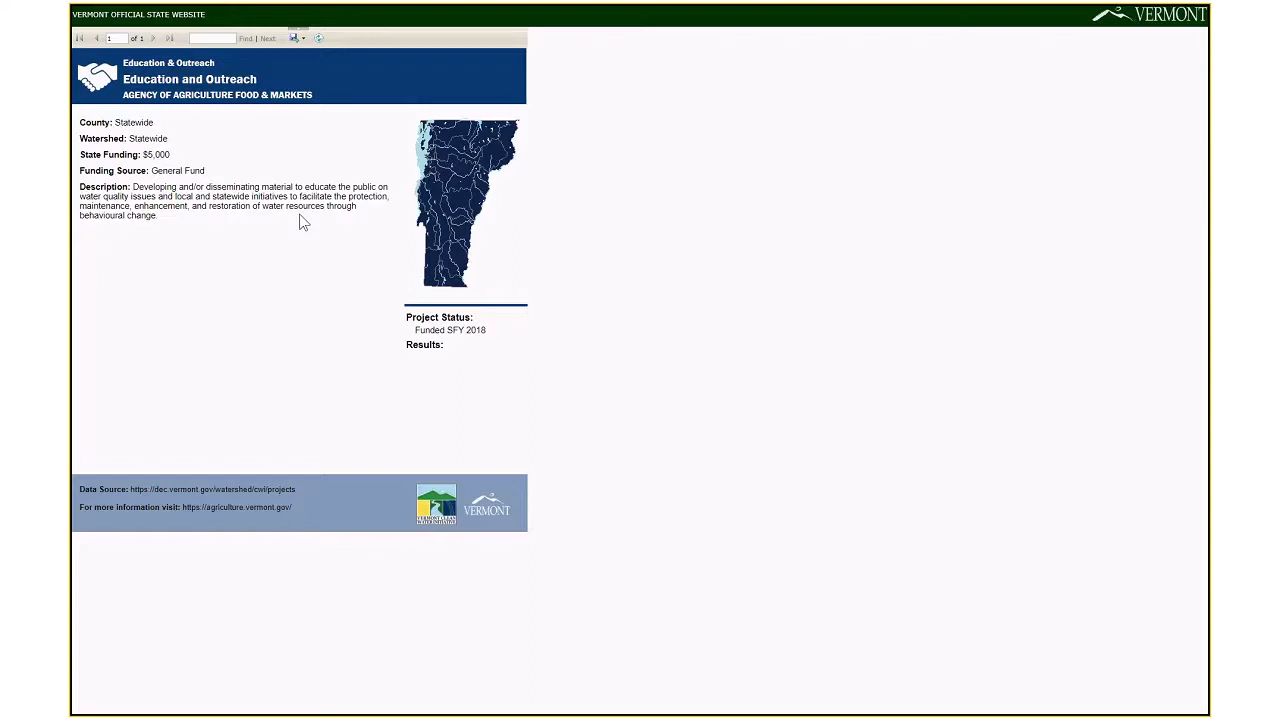 VERMONT OFFICIAL STATE WEBSITE
VERMONT
1 of 1 Find | Next
Education & Outreach
Education and Outreach
AGENCY OF AGRICULTURE FOOD & MARKETS
County: Statewide
Watershed: Statewide
State Funding: $5,000
Funding Source: General Fund
Description: Developing and/or disseminating material to educate the public on
water quality issues and local and statewide initiatives to facilitate the protection,
maintenance, enhancement, and restoration of water resources through
behavioural change.
Project Status:
Funded SFY 2018
Results:
Data Source: https://dec.vermont.gov/watershed/cwi/projects
For more information visit: https://agriculture.vermont.gov/
VERMONT CLEAN
WATER INITIATIVE
VERMONT